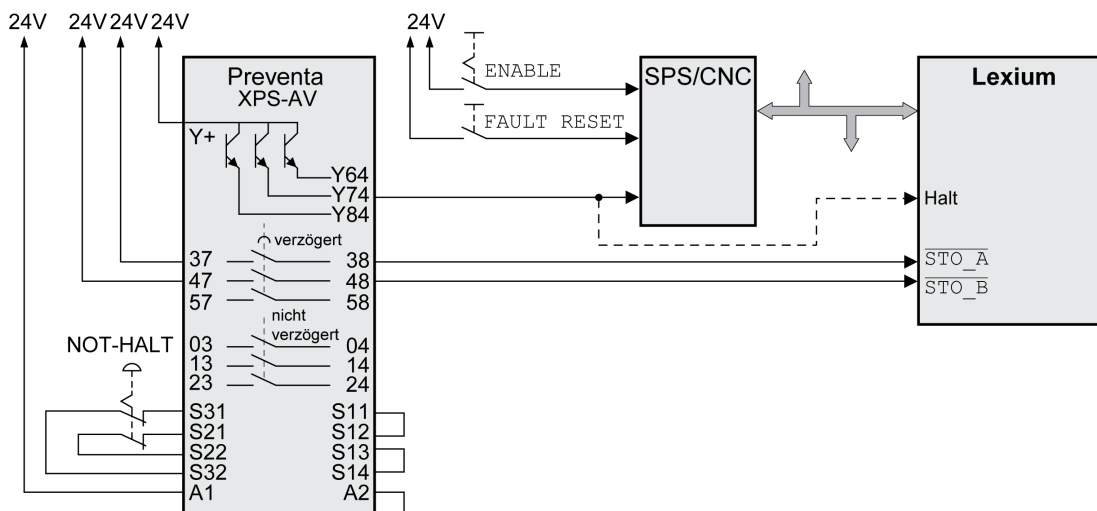 24V 24V 24V 24V 24V
Preventa
XPS-AV
Y+
Y64
Y74
Y84
verzögert
37 38
47 48
57 58
nicht
verzögert
03 04
13 14
23 24
NOT-HALT
S31 S11
S21 S12
S22 S13
S32 S14
A1 A2
ENABLE
FAULT RESET
SPS/CNC
Lexium
Halt
STO_A
STO_B